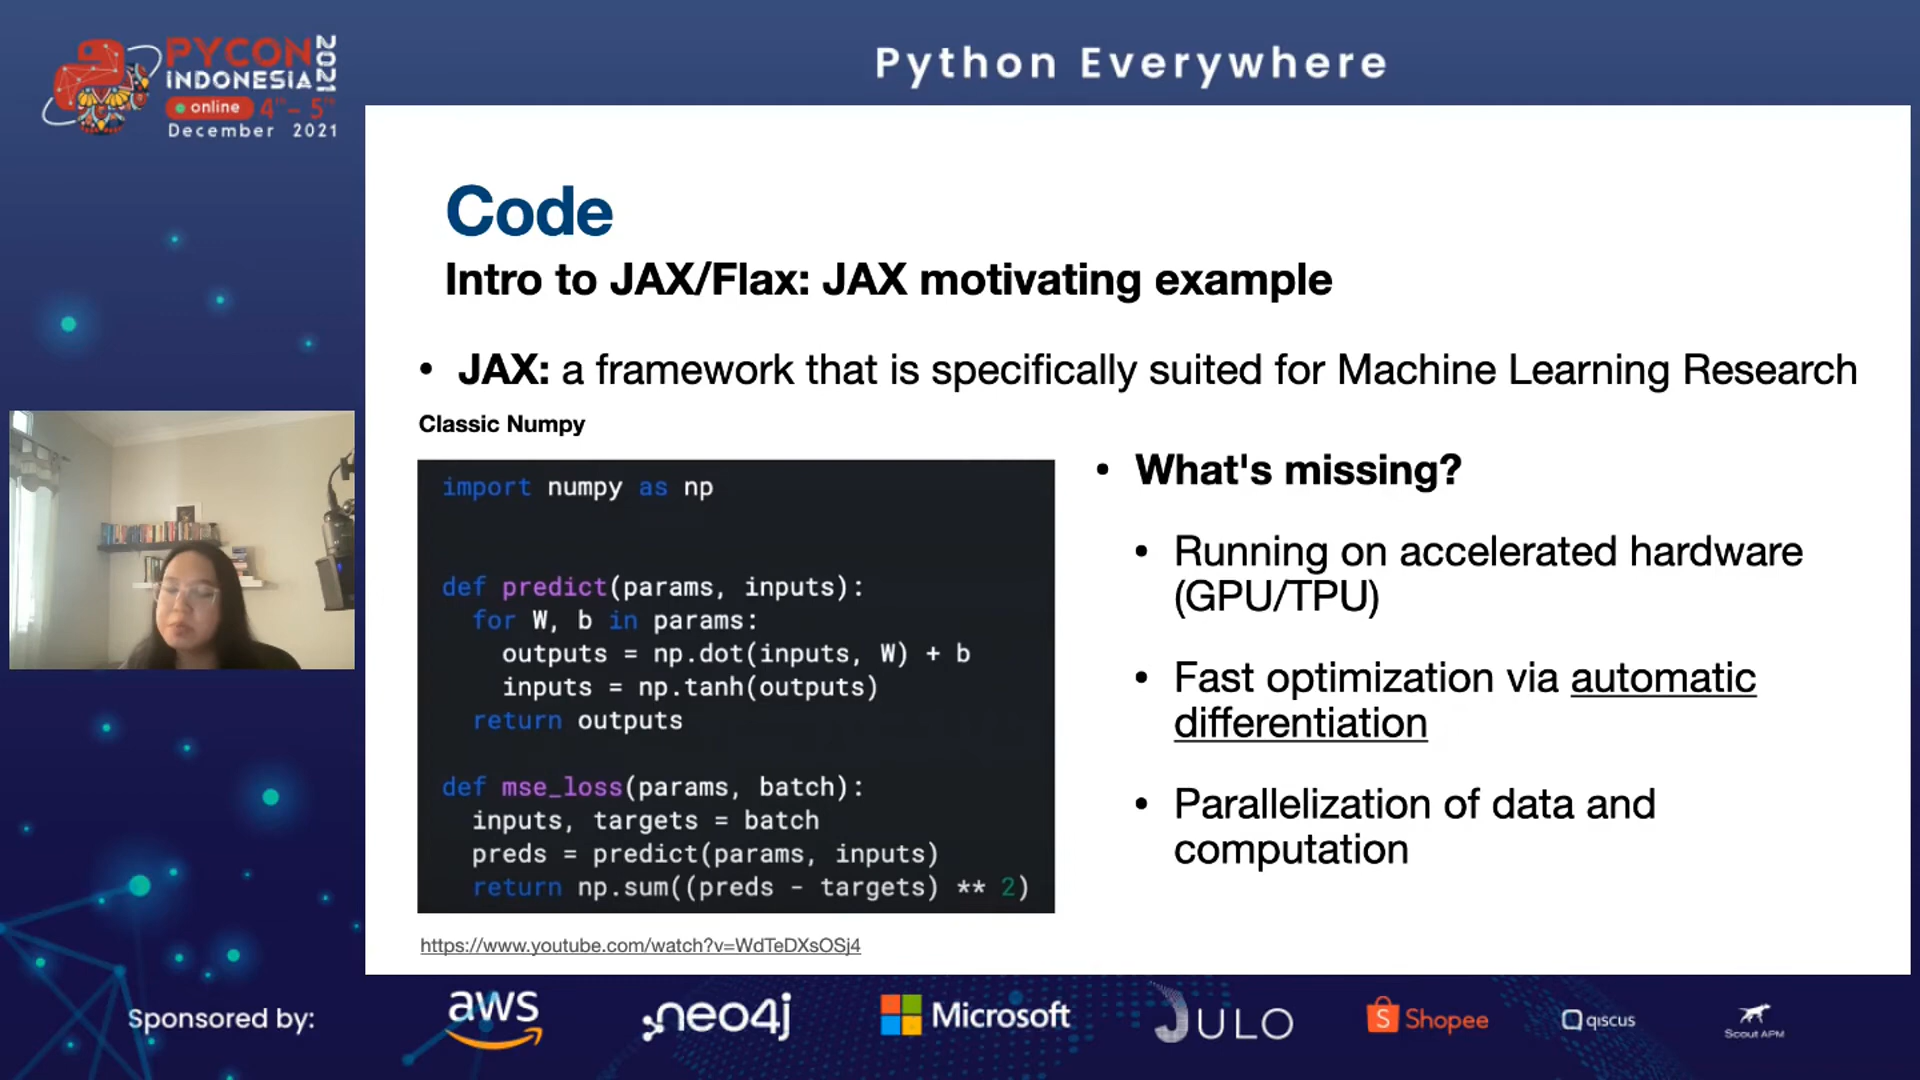 PYCON
INDONESIA
2021
online 4th - 5th
December 2021
Python Everywhere
Code
Intro to JAX/Flax: JAX motivating example
• JAX: a framework that is specifically suited for Machine Learning Research
Classic Numpy
import numpy as np
def predict(params, inputs):
for W, b in params:
outputs = np.dot(inputs, W) + b
inputs = np.tanh(outputs)
return outputs
def mse_loss(params, batch):
inputs, targets = batch
preds = predict(params, inputs)
return np.sum((preds - targets) ** 2)
https://www.youtube.com/watch?v=WdTeDXsOSj4
• What's missing?
• Running on accelerated hardware
(GPU/TPU)
• Fast optimization via automatic
differentiation
• Parallelization of data and
computation
Sponsored by:
aws
neo4j
Microsoft
JULO
Shopee
qiscus
Scout APM